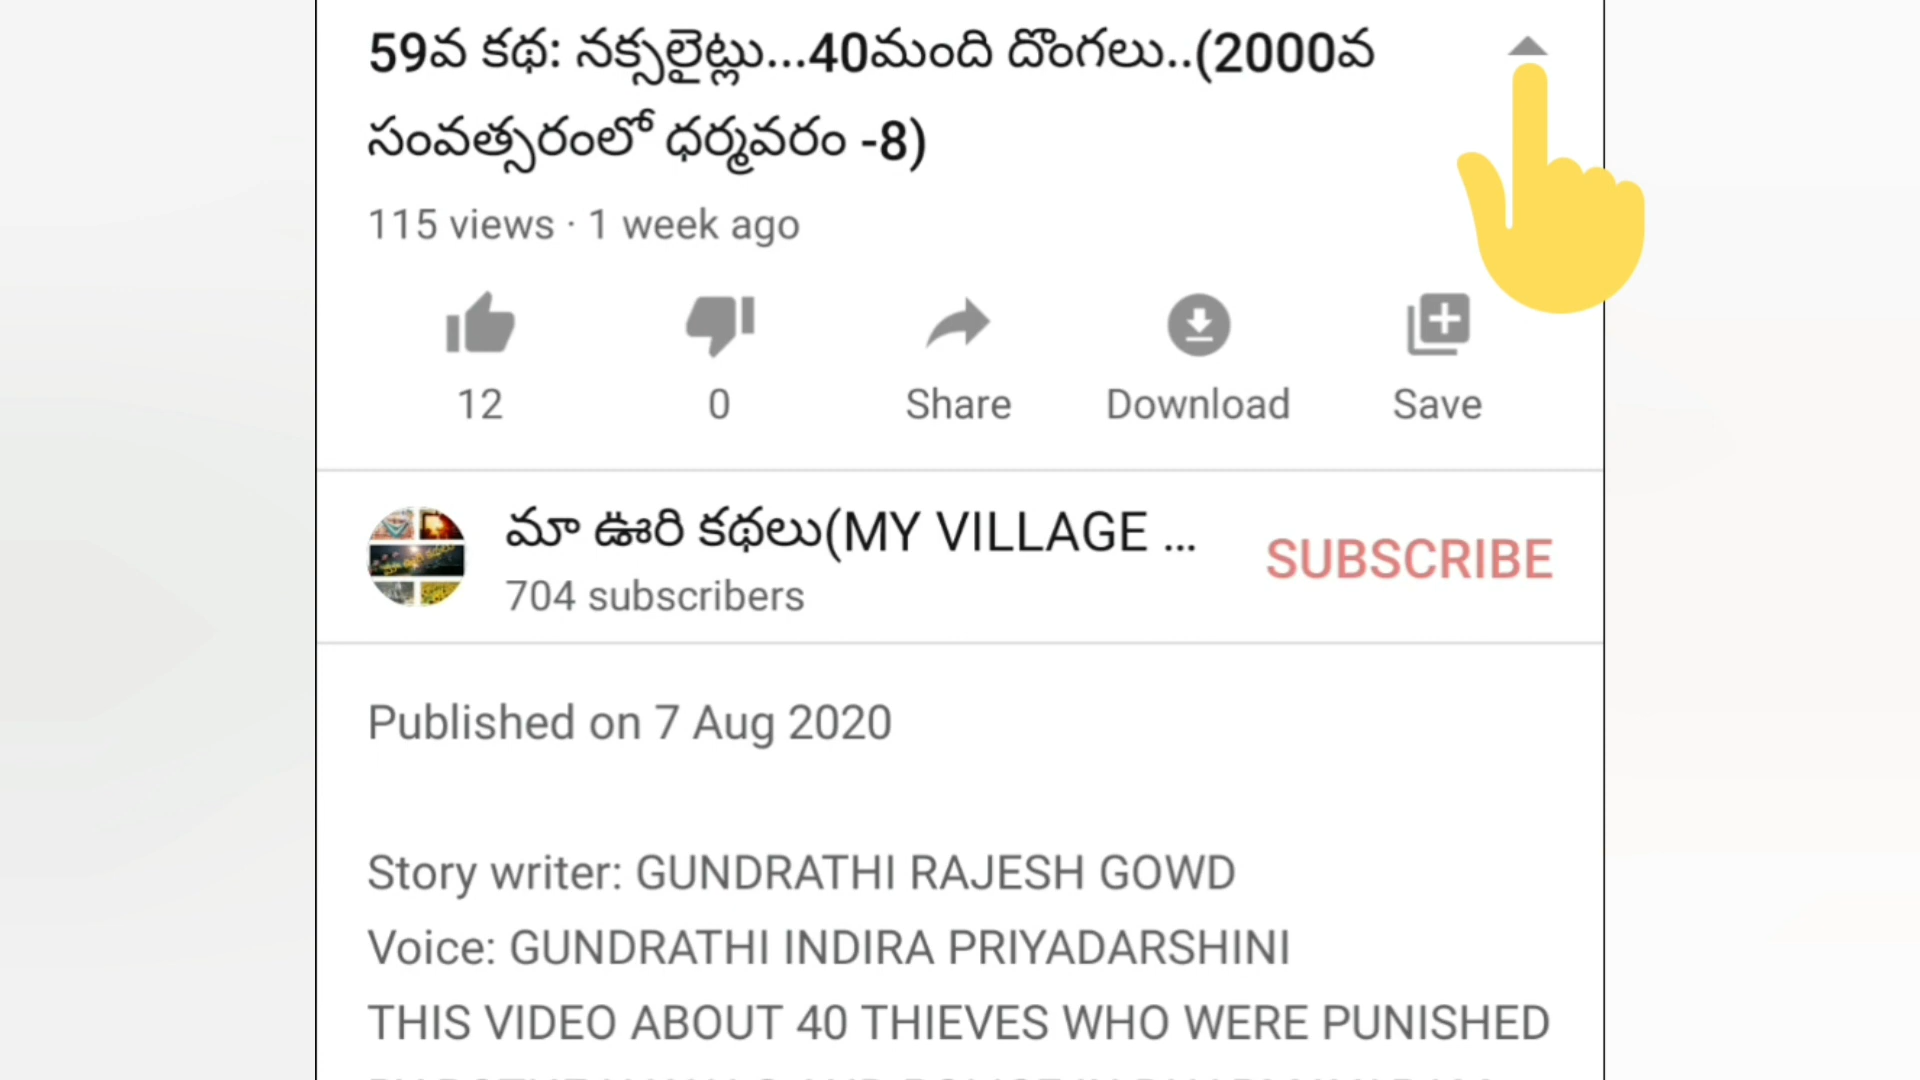 59వ కథ: నక్సలైట్లు...40మంది దొంగలు..(2000వ
సంవత్సరంలో ధర్మవరం -8)
115 views · 1 week ago
12 0 Share Download Save
మా ఊరి కథలు(MY VILLAGE ...
SUBSCRIBE
704 subscribers
Published on 7 Aug 2020
Story writer: GUNDRATHI RAJESH GOWD
Voice: GUNDRATHI INDIRA PRIYADARSHINI
THIS VIDEO ABOUT 40 THIEVES WHO WERE PUNISHED